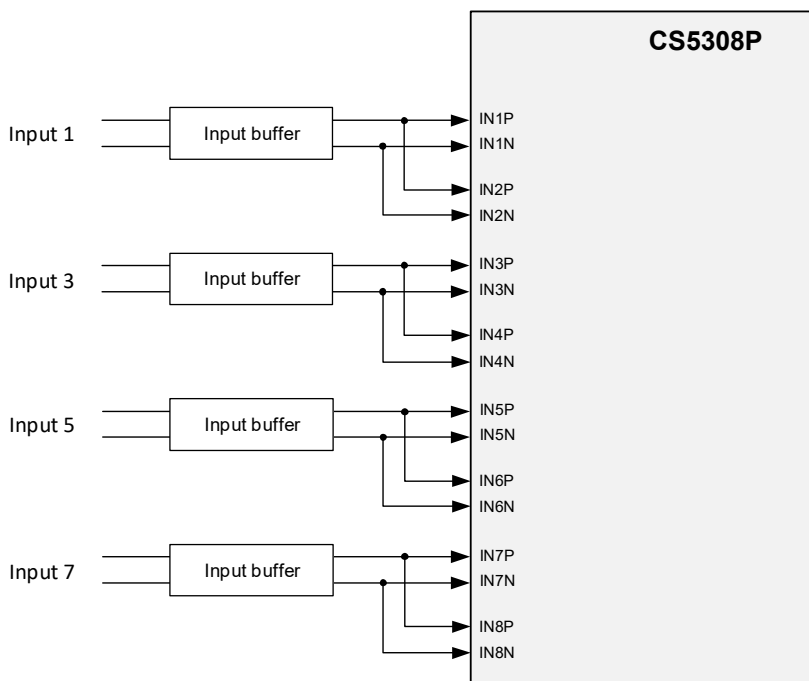 CS5308P
Input 1
Input buffer
IN1P
IN1N
IN2P
IN2N
Input 3
Input buffer
IN3P
IN3N
IN4P
IN4N
Input 5
Input buffer
IN5P
IN5N
IN6P
IN6N
Input 7
Input buffer
IN7P
IN7N
IN8P
IN8N